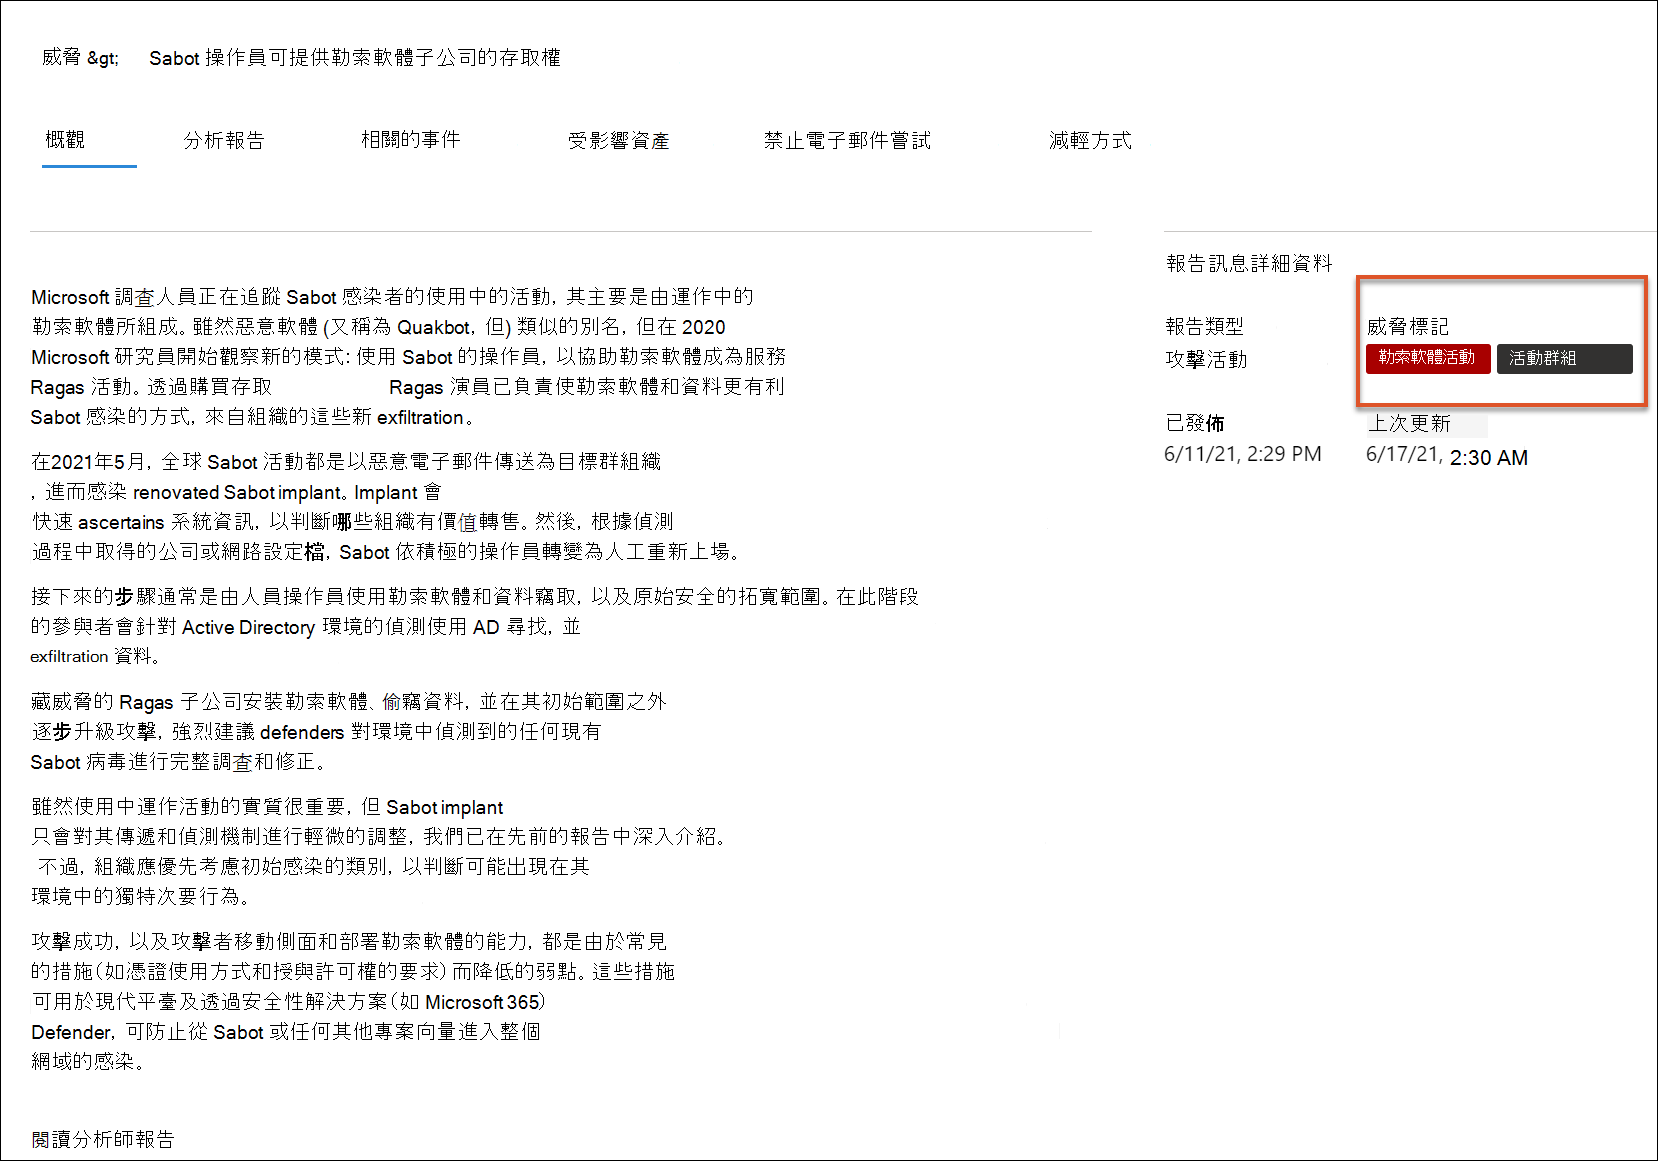 威脅 &gt; Sabot 操作員可提供勒索軟體子公司的存取權
概觀 分析報告 相關的事件 受影響資產 禁止電子郵件嘗試 減輕方式
Microsoft 調查人員正在追蹤 Sabot 感染者的使用中的活動，其主要是由運作中的
勒索軟體所組成。雖然惡意軟體 (又稱為 Quakbot，但) 類似的別名，但在 2020
Microsoft 研究員開始觀察新的模式：使用 Sabot 的操作員，以協助勒索軟體成為服務
Ragas 活動。透過購買存取 Ragas 演員已負責使勒索軟體和資料更有利
Sabot 感染的方式，來自組織的這些新 exfiltration。
在2021年5月，全球 Sabot 活動都是以惡意電子郵件傳送為目標群組織
，進而感染 renovated Sabot implant。Implant 會
快速 ascertains 系統資訊，以判斷哪些組織有價值轉售。然後，根據偵測
過程中取得的公司或網路設定檔，Sabot 依積極的操作員轉變為人工重新上場。
接下來的步驟通常是由人員操作員使用勒索軟體和資料竊取，以及原始安全的拓寬範圍。在此階段
的參與者會針對 Active Directory 環境的偵測使用 AD 尋找，並
exfiltration 資料。
藏威脅的 Ragas 子公司安裝勒索軟體、偷竊資料，並在其初始範圍之外
逐步升級攻擊，強烈建議 defenders 對環境中偵測到的任何現有
Sabot 病毒進行完整調查和修正。
雖然使用中運作活動的實質很重要，但 Sabot implant
只會對其傳遞和偵測機制進行輕微的調整，我們已在先前的報告中深入介紹。
不過，組織應優先考慮初始感染的類別，以判斷可能出現在其
環境中的獨特次要行為。
攻擊成功，以及攻擊者移動側面和部署勒索軟體的能力，都是由於常見
的措施（如憑證使用方式和授與許可權的要求）而降低的弱點。這些措施
可用於現代平臺及透過安全性解決方案（如 Microsoft 365）
Defender，可防止從 Sabot 或任何其他專案向量進入整個
網域的感染。
閱讀分析師報告
報告訊息詳細資料
報告類型 威脅標記
攻擊活動 勒索軟體活動 活動群組
已發佈 上次更新
6/11/21, 2:29 PM 6/17/21, 2:30 AM